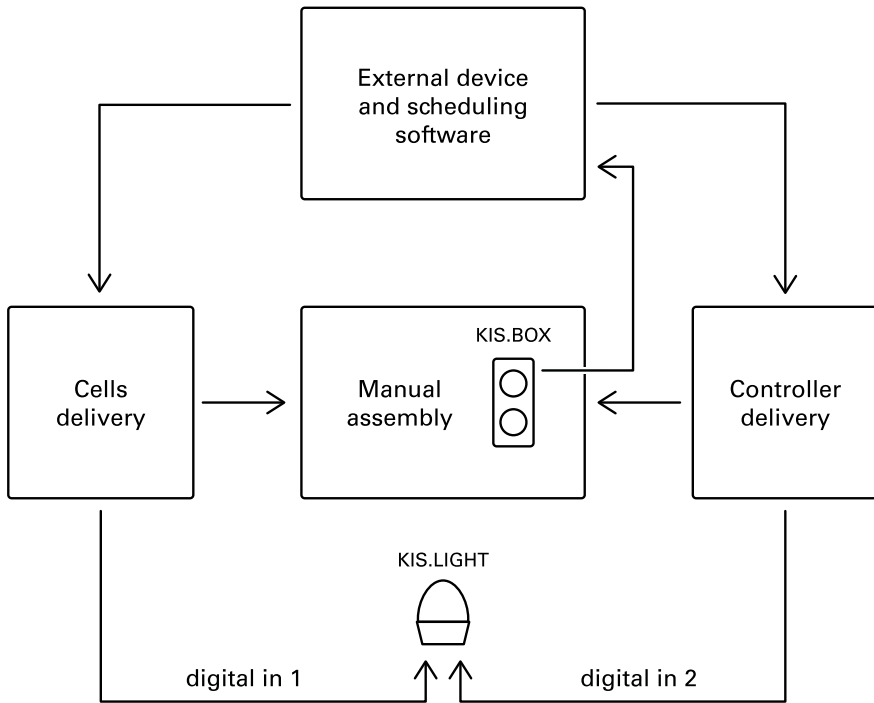 External device
and scheduling
software
KIS.BOX
Cells
delivery
Manual
assembly
Controller
delivery
KIS.LIGHT
digital in 1
digital in 2